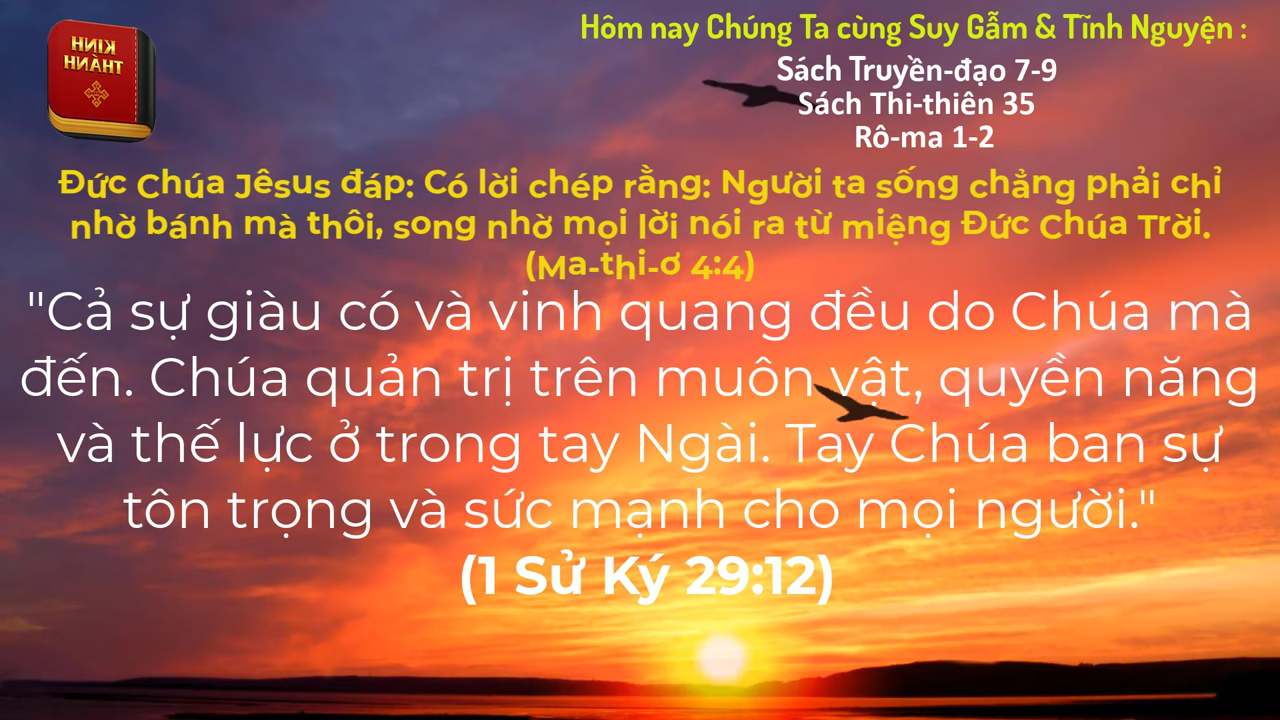 KINH
THÀNH
Hôm nay Chúng Ta cùng Suy Gẫm & Tĩnh Nguyện :
Sách Truyền-đạo 7-9
Sách Thi-thiên 35
Rô-ma 1-2
Đức Chúa Jêsus đáp: Có lời chép rằng: Người ta sống chẳng phải chỉ
nhờ bánh mà thôi, song nhờ mọi lời nói ra từ miệng Đức Chúa Trời.
(Ma-thi-ơ 4:4)
"Cả sự giàu có và vinh quang đều do Chúa mà
đến. Chúa quản trị trên muôn vật, quyền năng
và thế lực ở trong tay Ngài. Tay Chúa ban sự
tôn trọng và sức mạnh cho mọi người."
(1 Sử Ký 29:12)